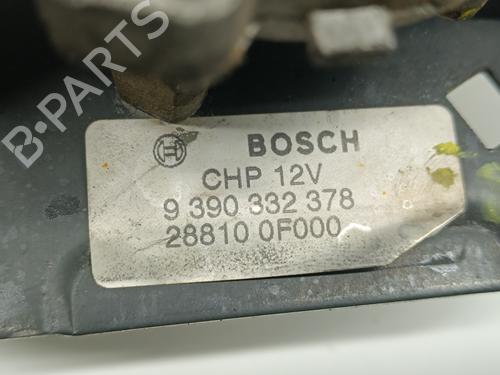 B-PARTS
BOSCH
CHP 12V
9 390 332 378
28810 0F000